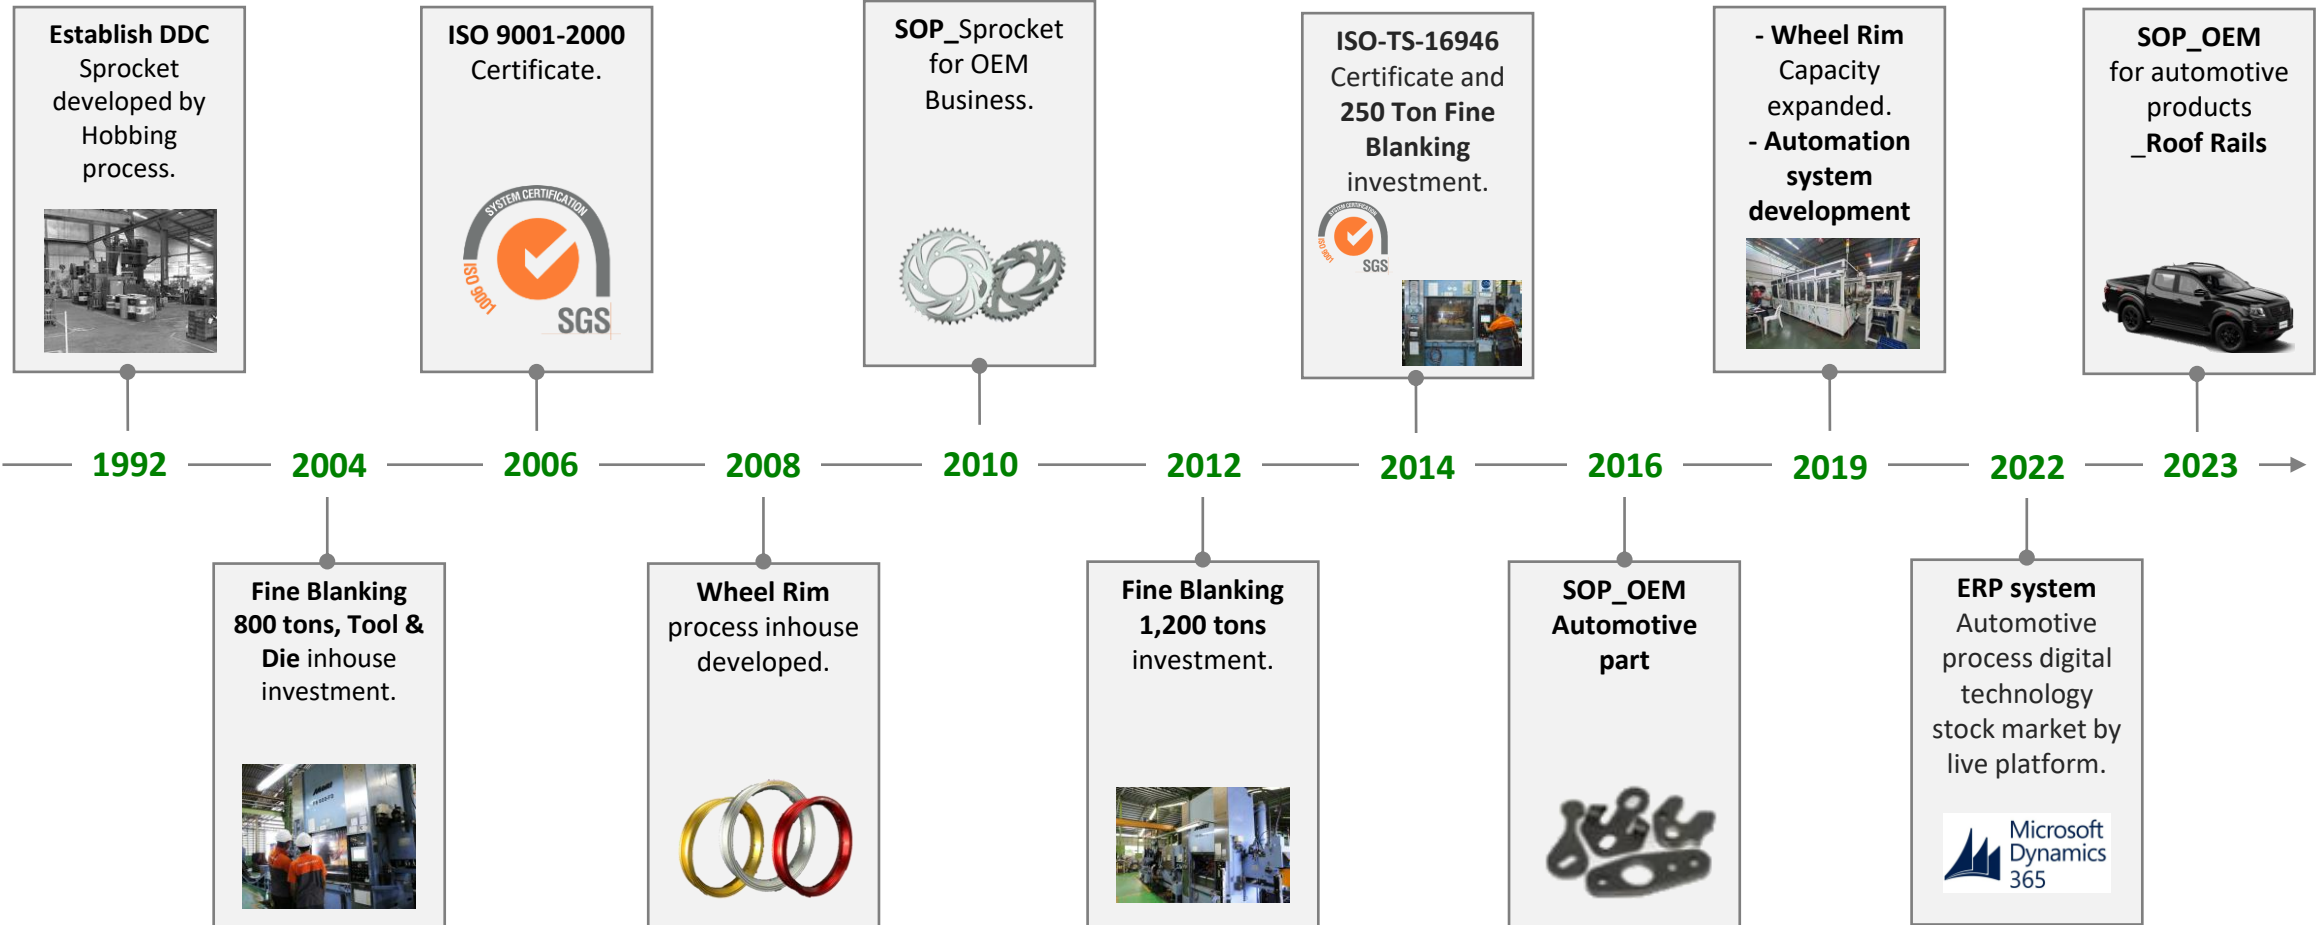 Establish DDC
Sprocket
developed by
Hobbing
process.
ISO 9001-2000
Certificate.
SYSTEM CERTIFICATION
ISO 9001
SGS
SOP_Sprocket
for OEM
Business.
ISO-TS-16946
Certificate and
250 Ton Fine
Blanking
investment.
SYSTEM CERTIFICATION
ISO 9001
SGS
- Wheel Rim
Capacity
expanded.
- Automation
system
development
SOP_OEM
for automotive
products
_Roof Rails
1992
2004
2006
2008
2010
2012
2014
2016
2019
2022
2023
Fine Blanking
800 tons, Tool &
Die inhouse
investment.
Wheel Rim
process inhouse
developed.
Fine Blanking
1,200 tons
investment.
SOP_OEM
Automotive
part
ERP system
Automotive
process digital
technology
stock market by
live platform.
Microsoft
Dynamics
365